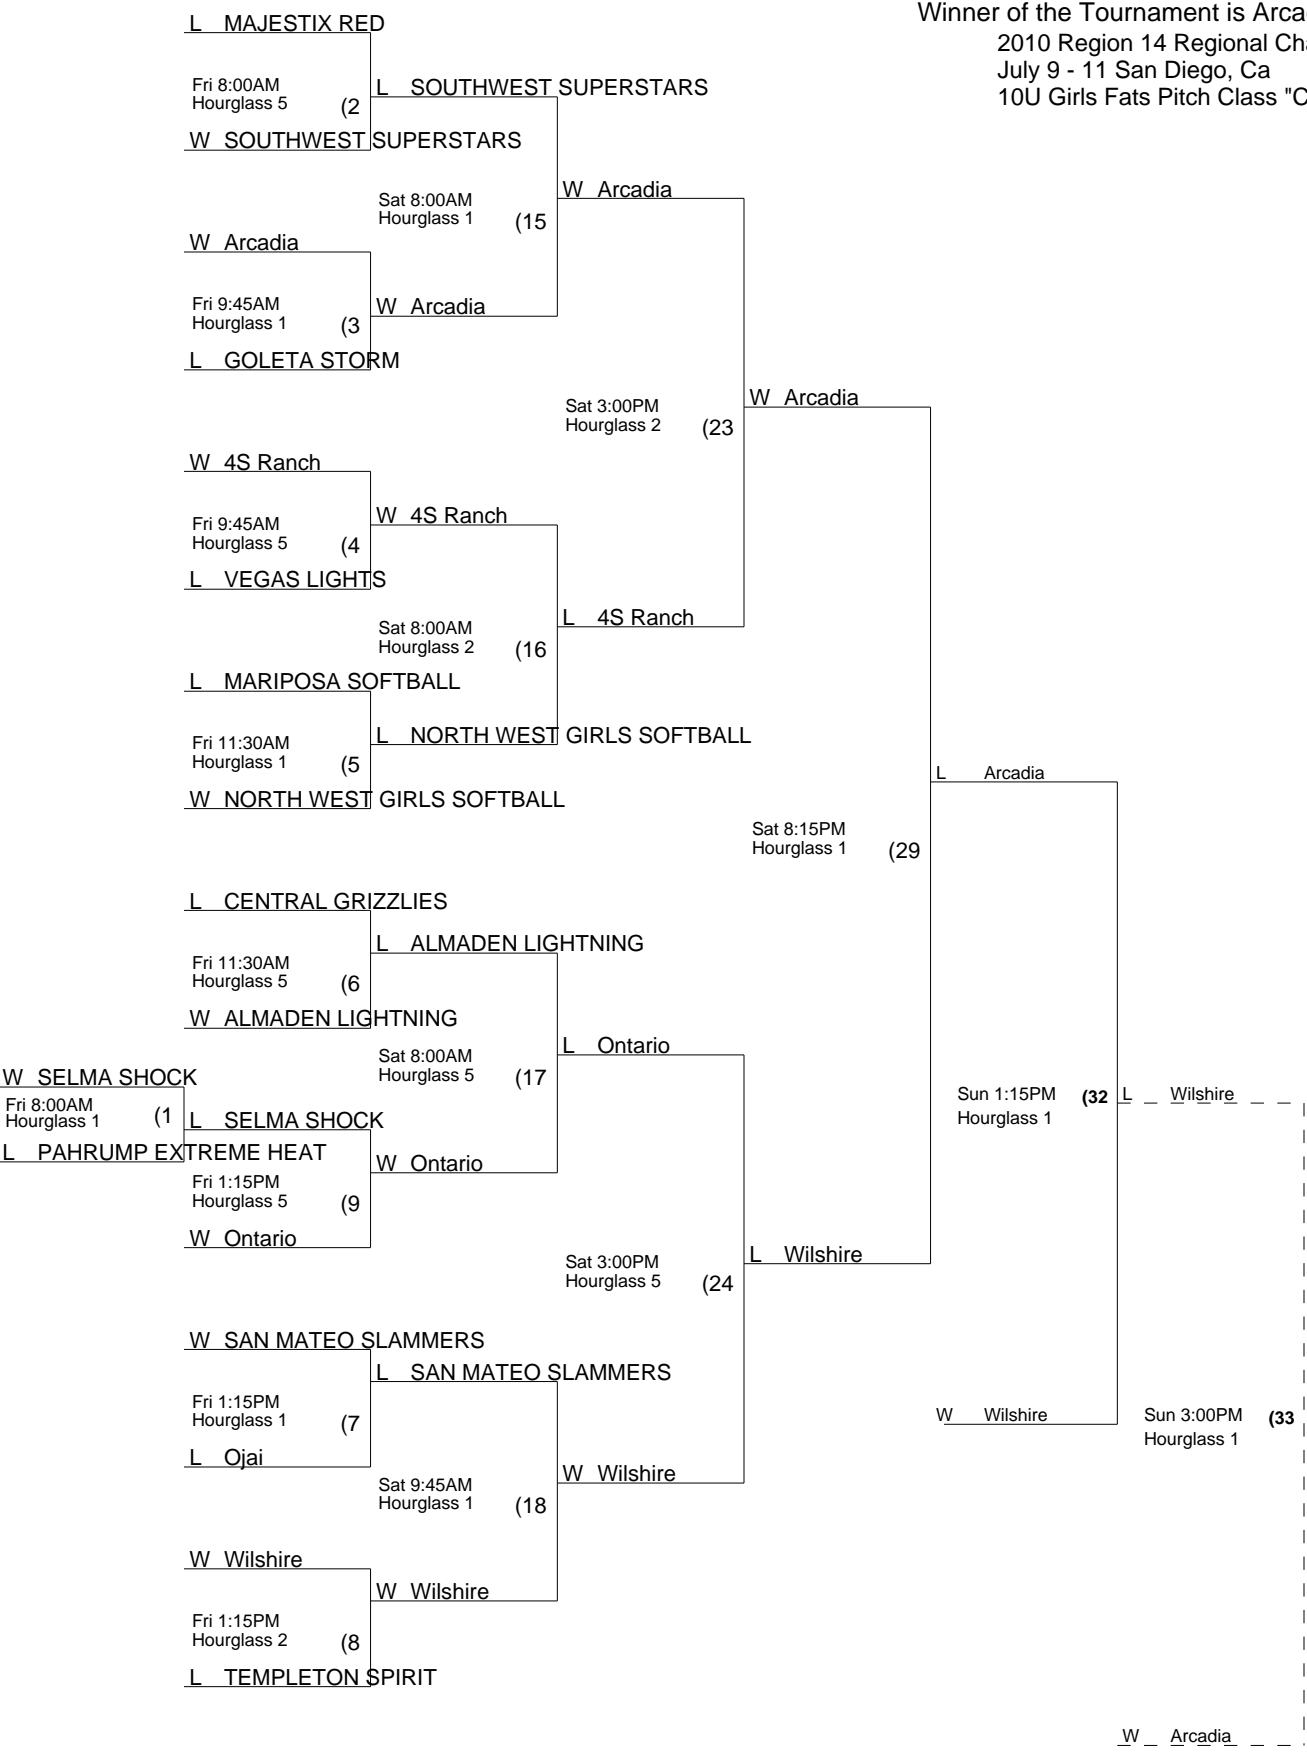 Winner of the Tournament is Arca
2010 Region 14 Regional Cha
July 9 - 11 San Diego, Ca
10U Girls Fats Pitch Class "C
L MAJESTIX RED
Fri 8:00AM
Hourglass 5 (2
L SOUTHWEST SUPERSTARS
W SOUTHWEST SUPERSTARS
Sat 8:00AM
Hourglass 1 (15
W Arcadia
W Arcadia
Fri 9:45AM
Hourglass 1 (3
W Arcadia
L GOLETA STORM
Sat 3:00PM
Hourglass 2 (23
W Arcadia
W 4S Ranch
Fri 9:45AM
Hourglass 5 (4
W 4S Ranch
L VEGAS LIGHTS
Sat 8:00AM
Hourglass 2 (16
L 4S Ranch
L MARIPOSA SOFTBALL
Fri 11:30AM
Hourglass 1 (5
L NORTH WEST GIRLS SOFTBALL
W NORTH WEST GIRLS SOFTBALL
L Arcadia
Sat 8:15PM
Hourglass 1 (29
L CENTRAL GRIZZLIES
Fri 11:30AM
Hourglass 5 (6
L ALMADEN LIGHTNING
W ALMADEN LIGHTNING
Sat 8:00AM
Hourglass 5 (17
L Ontario
W SELMA SHOCK
Fri 8:00AM
Hourglass 1 (1
L SELMA SHOCK
L PAHRUMP EXTREME HEAT
Sun 1:15PM (32
Hourglass 1
L Wilshire
Fri 1:15PM
Hourglass 5 (9
W Ontario
W Ontario
Sat 3:00PM
Hourglass 5 (24
L Wilshire
W SAN MATEO SLAMMERS
Fri 1:15PM
Hourglass 1 (7
L SAN MATEO SLAMMERS
L Ojai
W Wilshire
Sun 3:00PM (33
Hourglass 1
Sat 9:45AM
Hourglass 1 (18
W Wilshire
W Wilshire
Fri 1:15PM
Hourglass 2 (8
W Wilshire
L TEMPLETON SPIRIT
W Arcadia